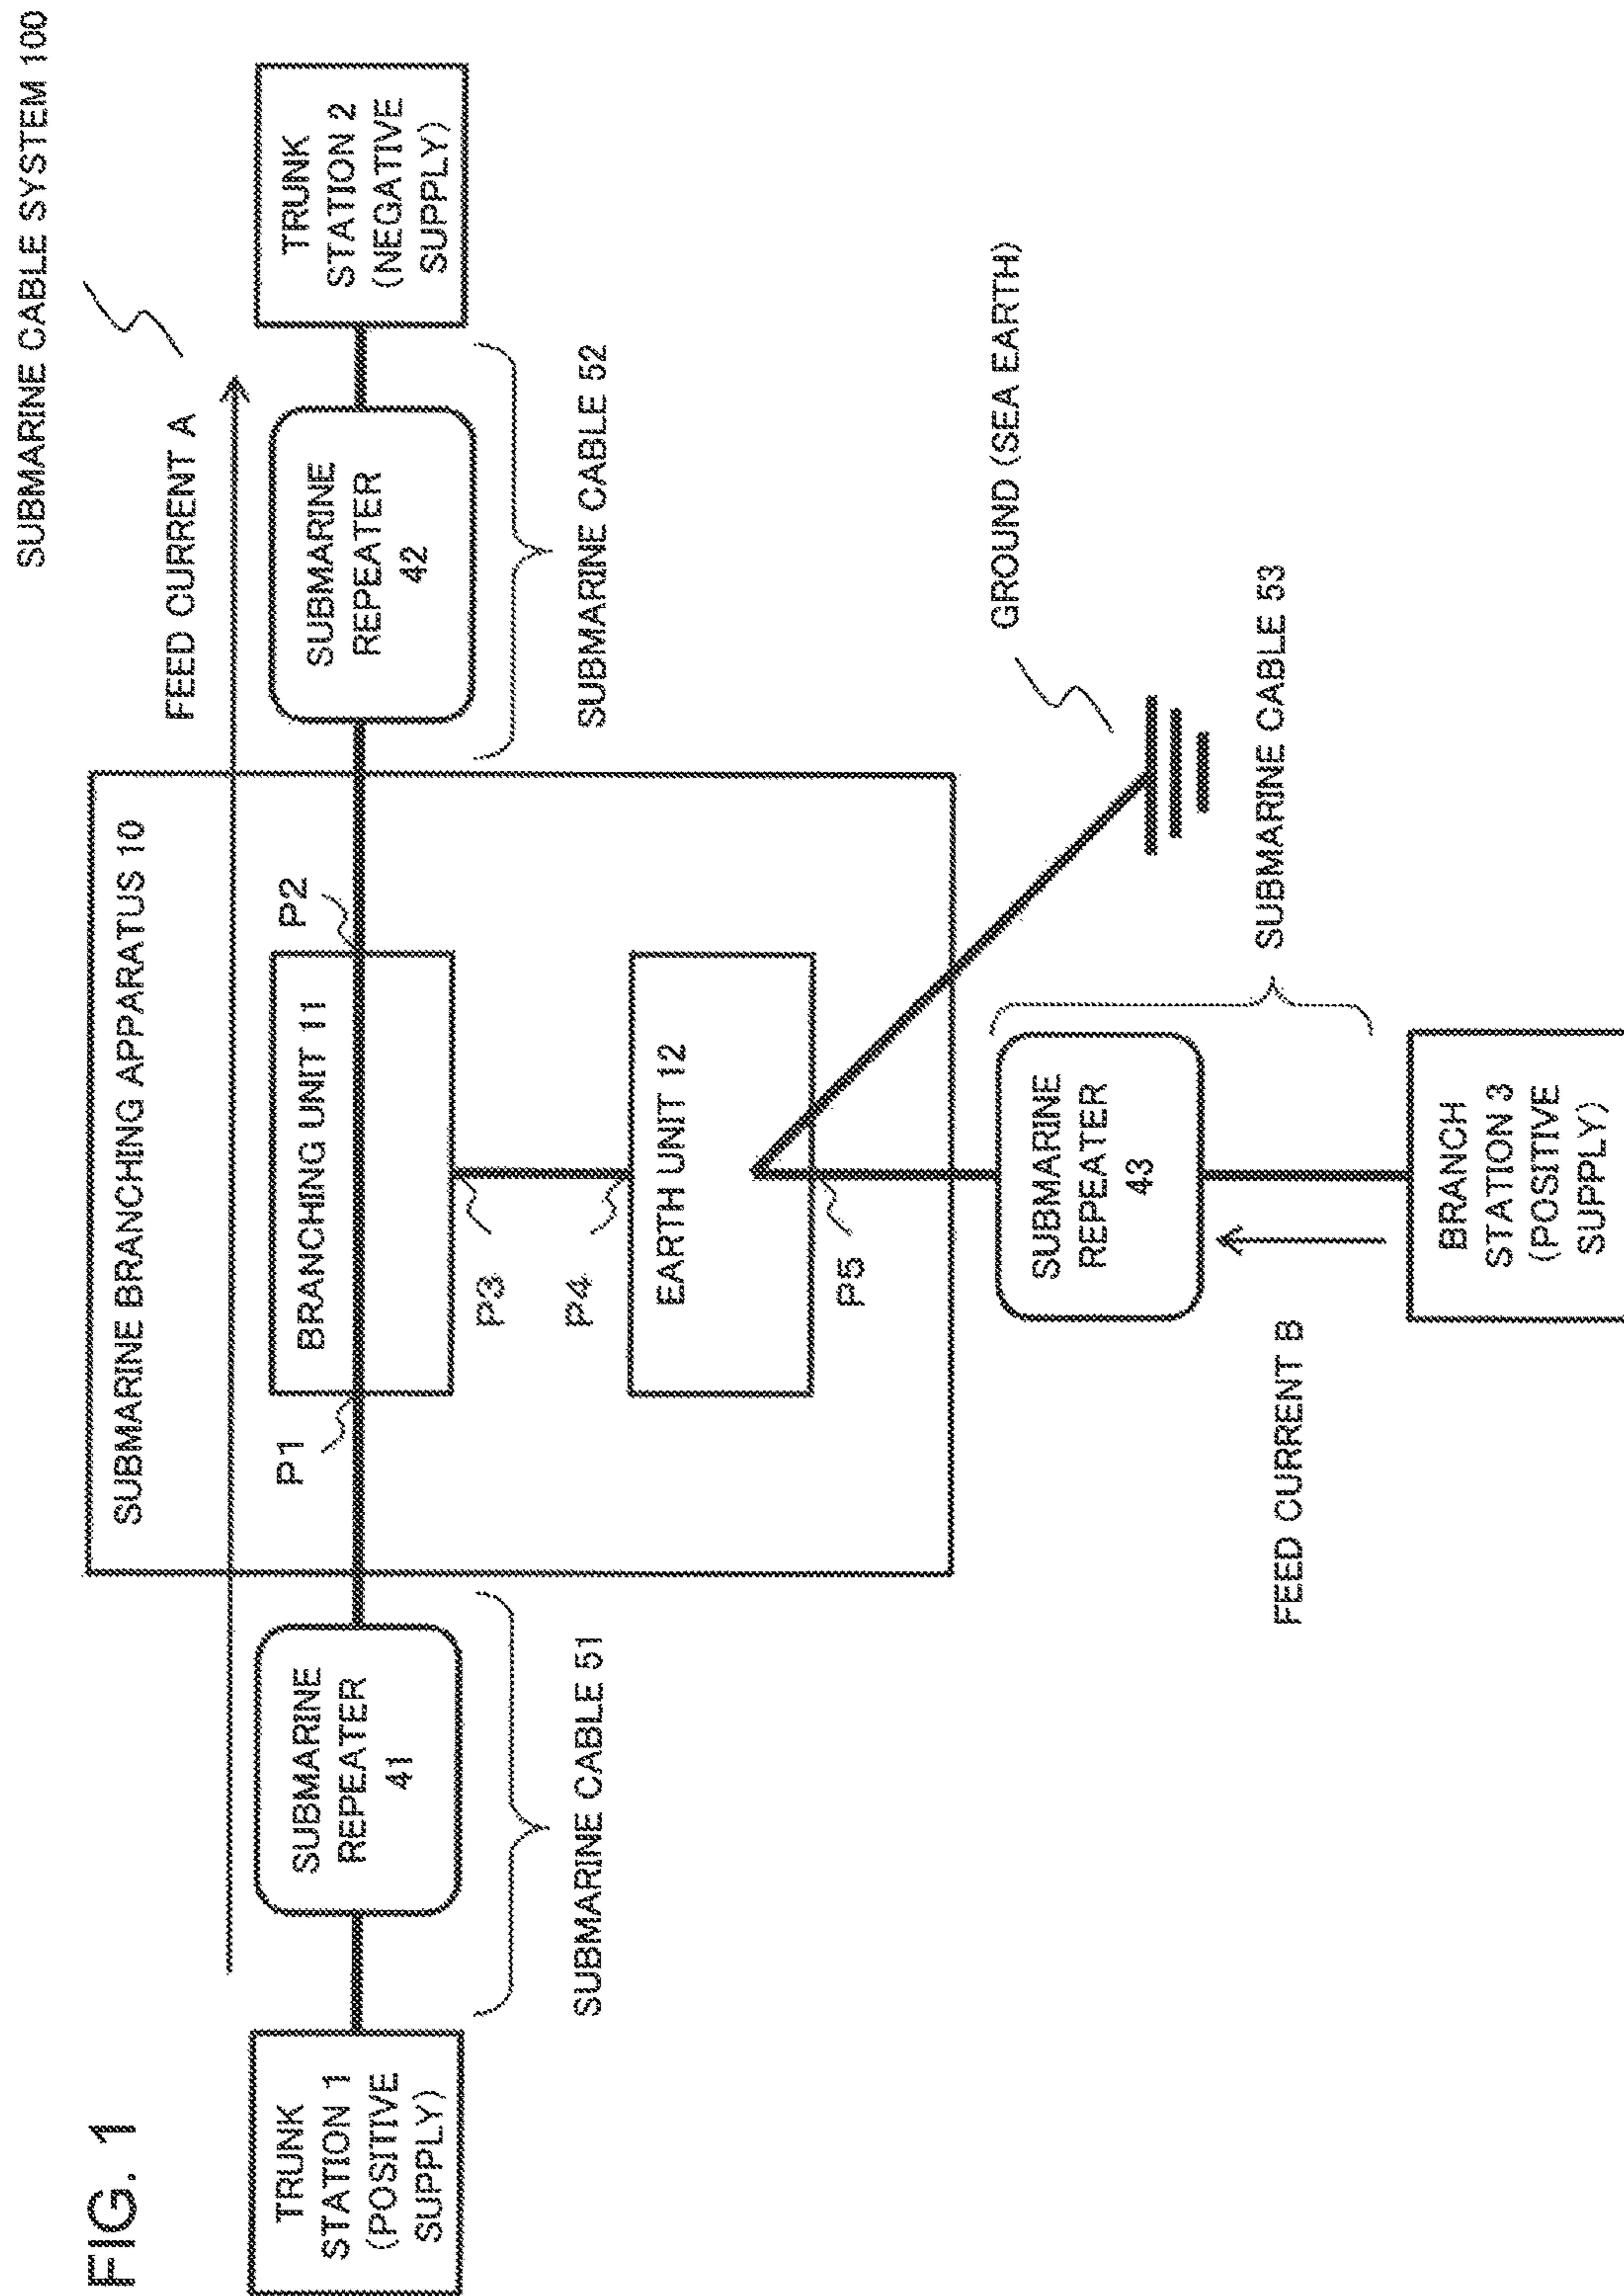 FIG. 1
SUBMARINE CABLE SYSTEM 100
FEED CURRENT A
SUBMARINE BRANCHING APPARATUS 10
TRUNK
STATION 1
(POSITIVE
SUPPLY)
SUBMARINE
REPEATER
41
SUBMARINE CABLE 51
P1
BRANCHING UNIT 11
P2
SUBMARINE
REPEATER
42
SUBMARINE CABLE 52
TRUNK
STATION 2
(NEGATIVE
SUPPLY)
P3
P4
EARTH UNIT 12
P5
GROUND (SEA EARTH)
SUBMARINE
REPEATER
43
SUBMARINE CABLE 53
FEED CURRENT B
BRANCH
STATION 3
(POSITIVE
SUPPLY)